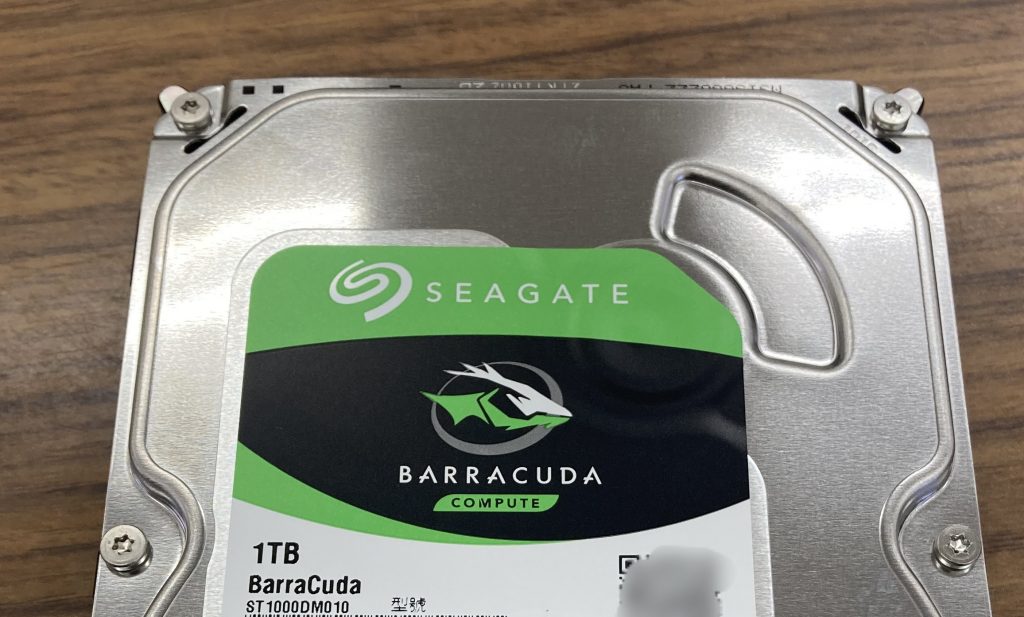 SEAGATE
BARRACUDA
COMPUTE
1TB
BarraCuda
ST1000DM010 型號